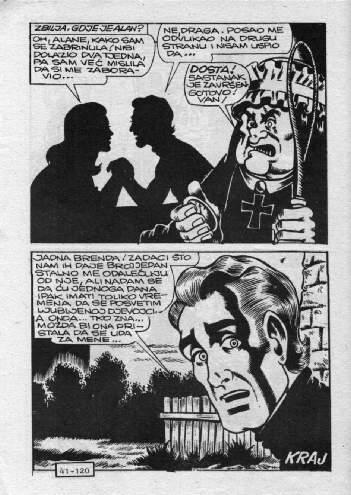 ZBILJA, GDJE JE ALAN?
OH, ALANE, KAKO SAM
SE ZABRINULA! NISI
DOLAZIO DVA TJEDNA,
PA SAM VEĆ MISLILA
DA SI ME ZABORA-
VIO...
NE, DRAGA. POSAO ME
ODVUKAO NA DRUGU
STRANU I NISAM USPIO
DA...
DOSTA!
SASTANAK
JE ZAVRŠEN!
GOTOVO!
VAN!
JADNA BRENDA! ZADACI ŠTO
NAM IH DAJE BROJ JEDAN
STALNO ME ODALEČUJU
OD NJE, ALI NADAM SE
DA ĆU JEDNOGA DANA
IPAK IMATI TOLIKO VRE-
MENA, DA SE POSVETIM
LJUBLJENOJ DJEVOJCI,
A ONDA... TKO ZNA...
MOŽDA BI ONA PRI-
STALA DA SE UDA
ZA MENE...
KRAJ
41-120